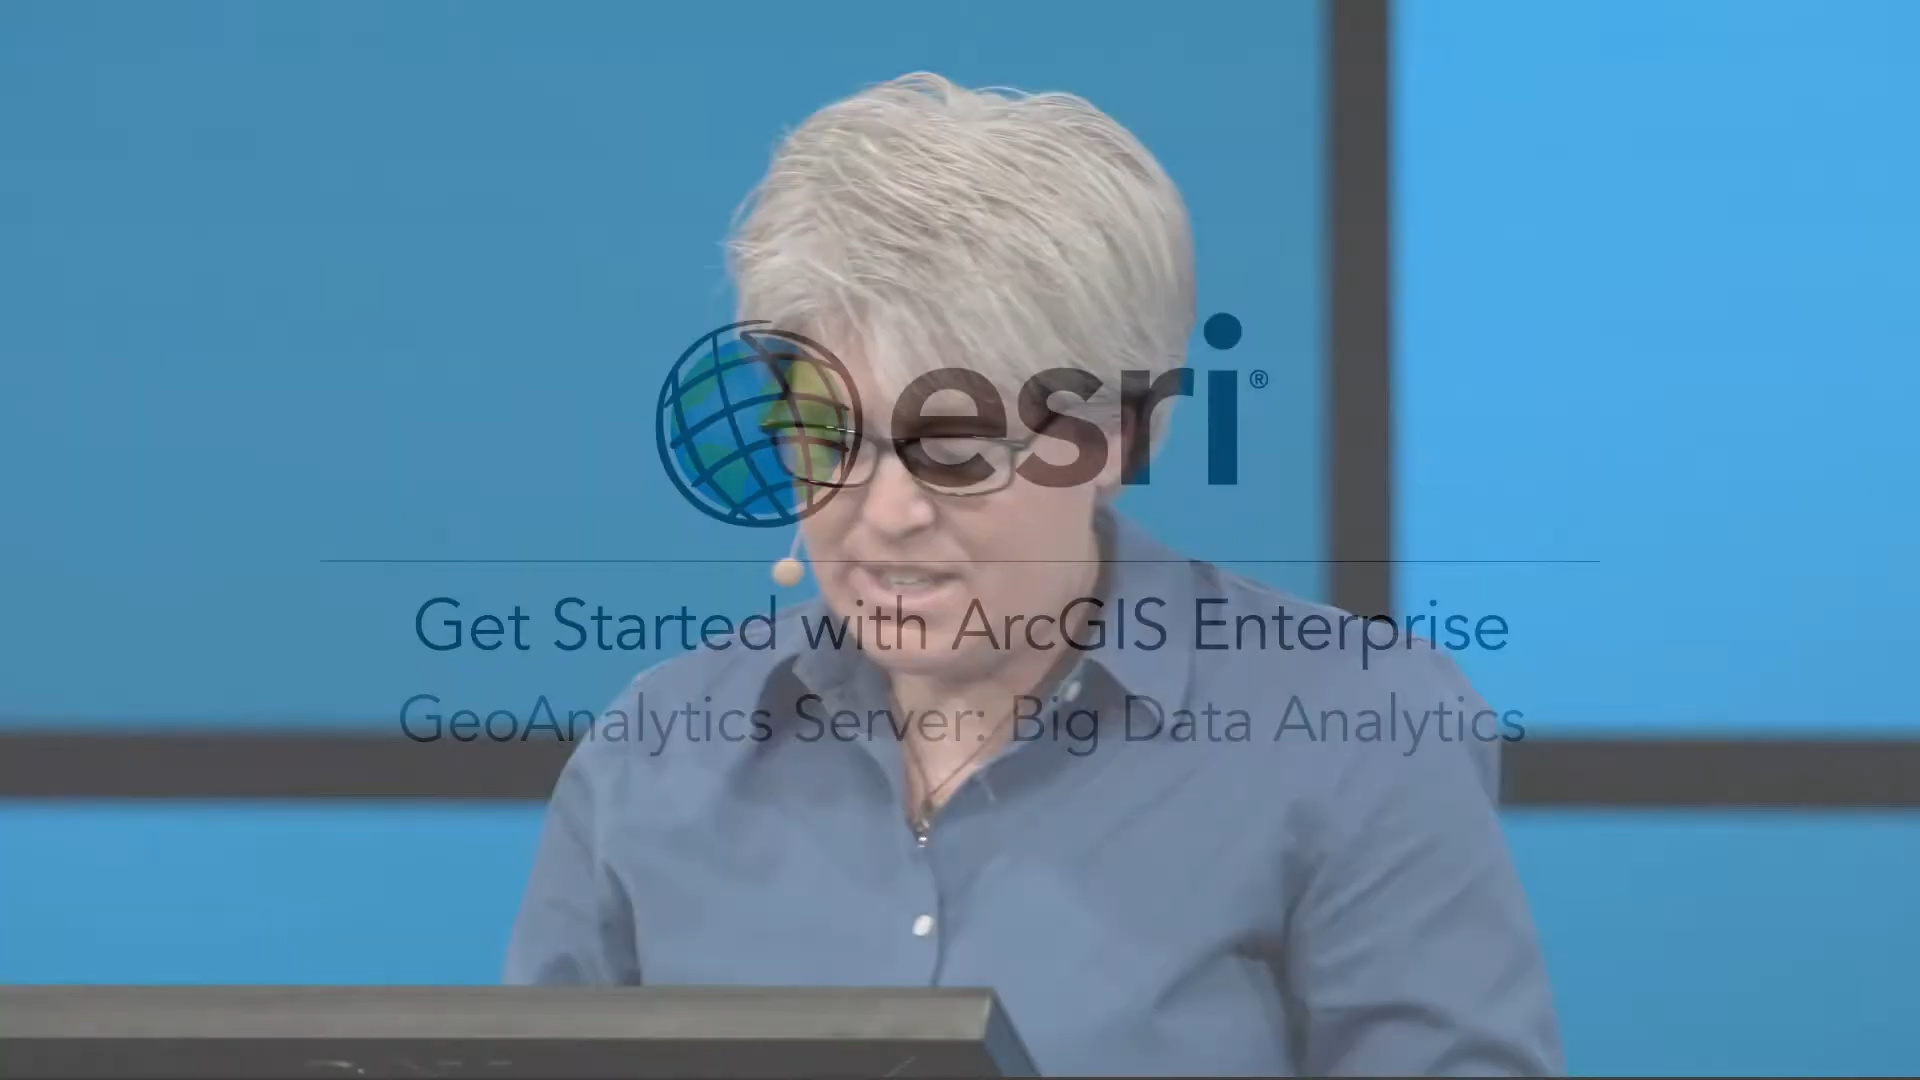 esri®
Get Started with ArcGIS Enterprise
GeoAnalytics Server: Big Data Analytics